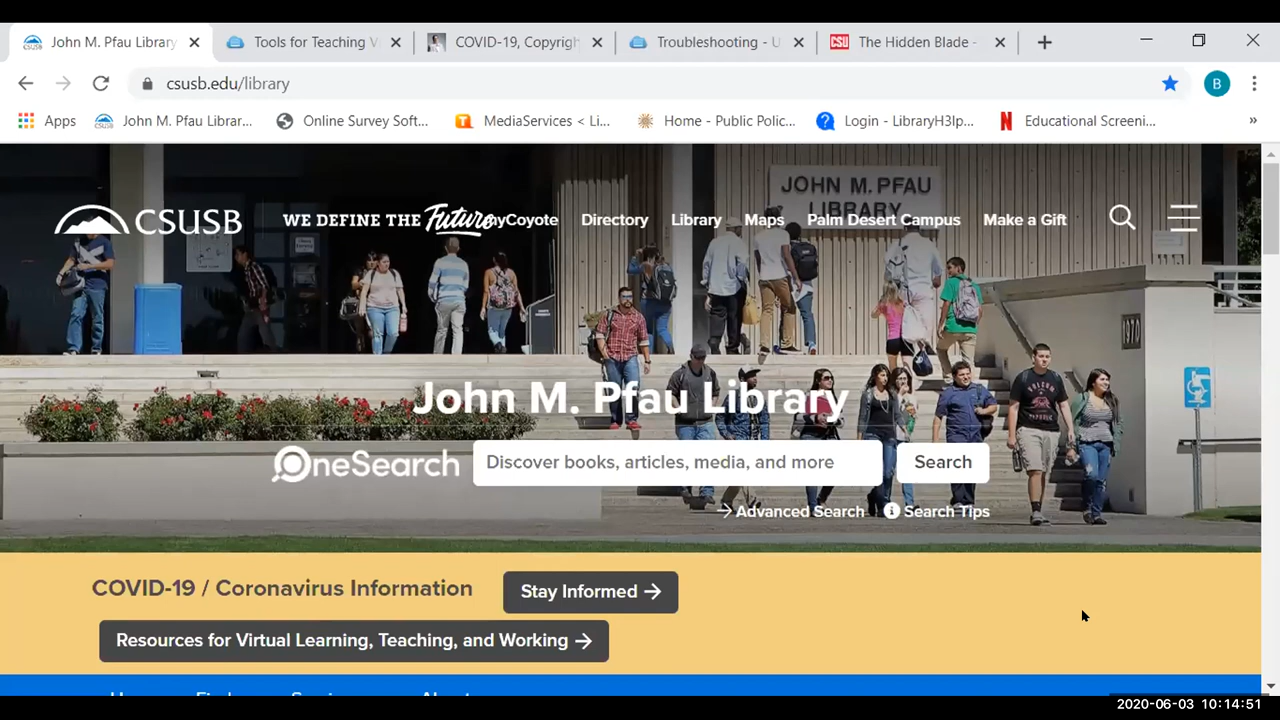 John M. Pfau Library
Tools for Teaching V
COVID-19, Copyrigh
Troubleshooting - U
CSU The Hidden Blade -
csusb.edu/library
B
Apps
John M. Pfau Librar...
Online Survey Soft...
MediaServices < Li...
Home - Public Polic...
Login - LibraryH3lp...
Educational Screeni...
»
JOHN M. PFAU
LIBRARY
CSUSB
WE DEFINE THE Future
myCoyote
Directory
Library
Maps
Palm Desert Campus
Make a Gift
1970
John M. Pfau Library
OneSearch
Discover books, articles, media, and more
Search
Advanced Search
Search Tips
COVID-19 / Coronavirus Information
Stay Informed
Resources for Virtual Learning, Teaching, and Working
2020-06-03 10:14:51